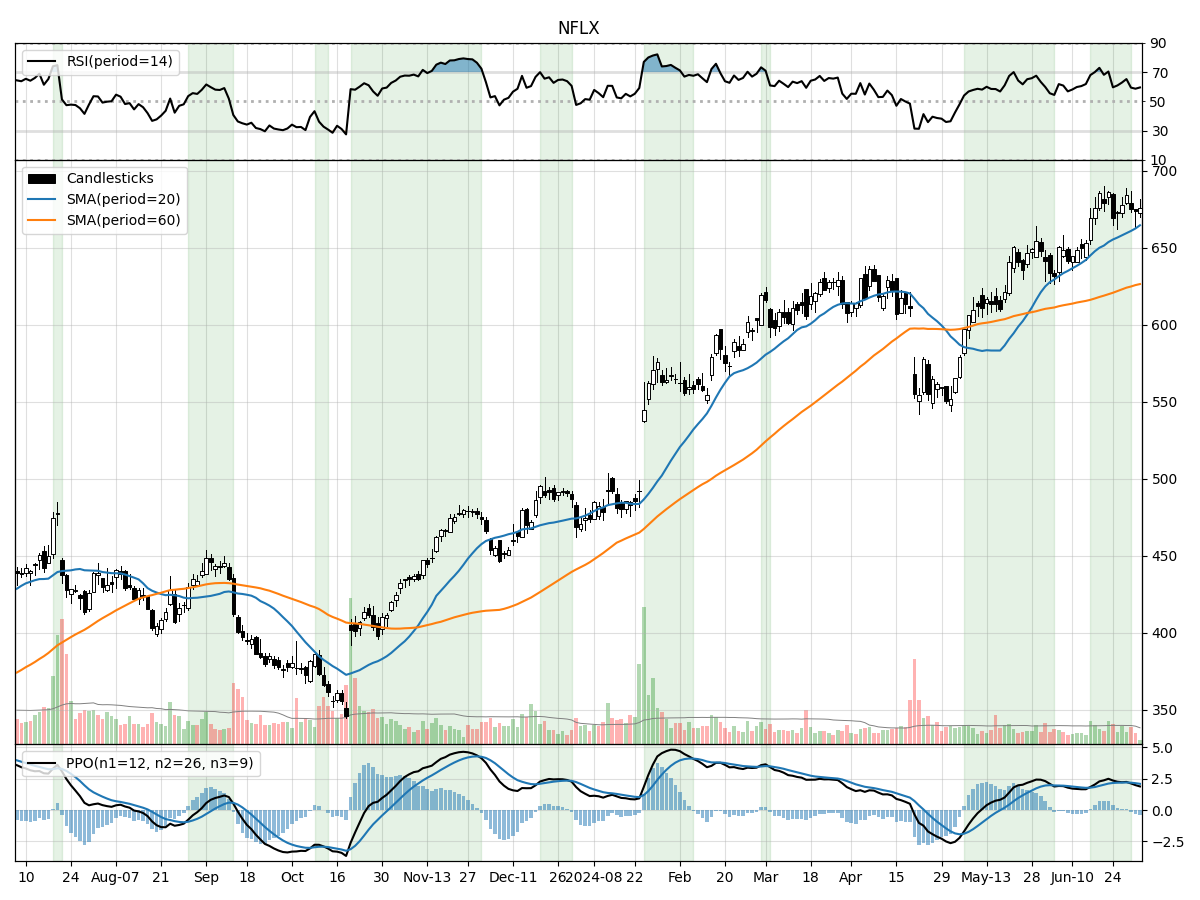 NFLX
RSI(period=14)
90
70
50
30
10
Candlesticks
SMA(period=20)
SMA(period=60)
700
650
600
550
500
450
400
350
PPO(n1=12, n2=26, n3=9)
5.0
2.5
0.0
−2.5
10 24 Aug-07 21 Sep 18 Oct 16 30 Nov-13 27 Dec-11 26 2024-08 22 Feb 20 Mar 18 Apr 15 29 May-13 28 Jun-10 24